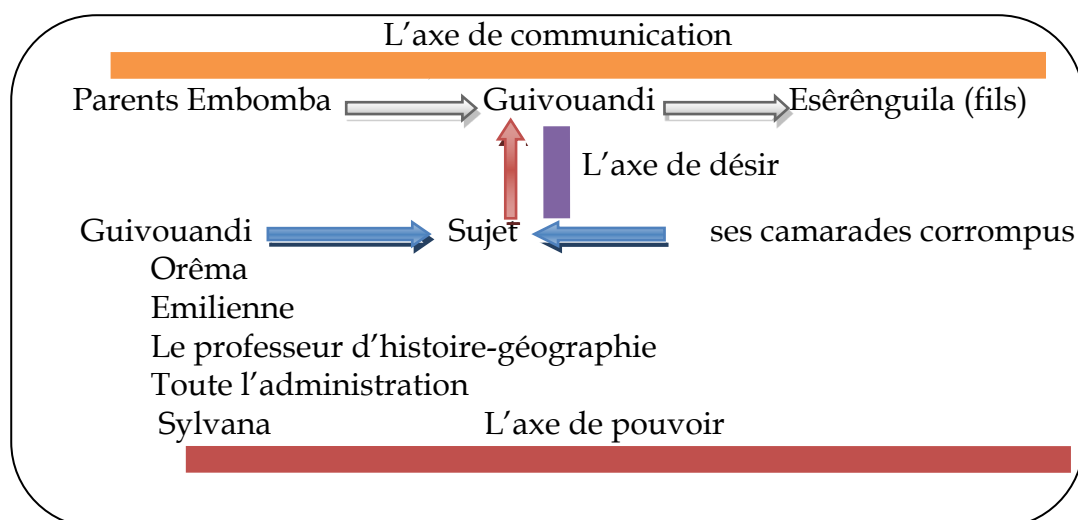 L'axe de communication
Parents Embomba Guivouandi Esêrênguila (fils)
L'axe de désir
Guivouandi Sujet ses camarades corrompus
Orêma
Emilienne
Le professeur d'histoire-géographie
Toute l'administration
Sylvana L'axe de pouvoir